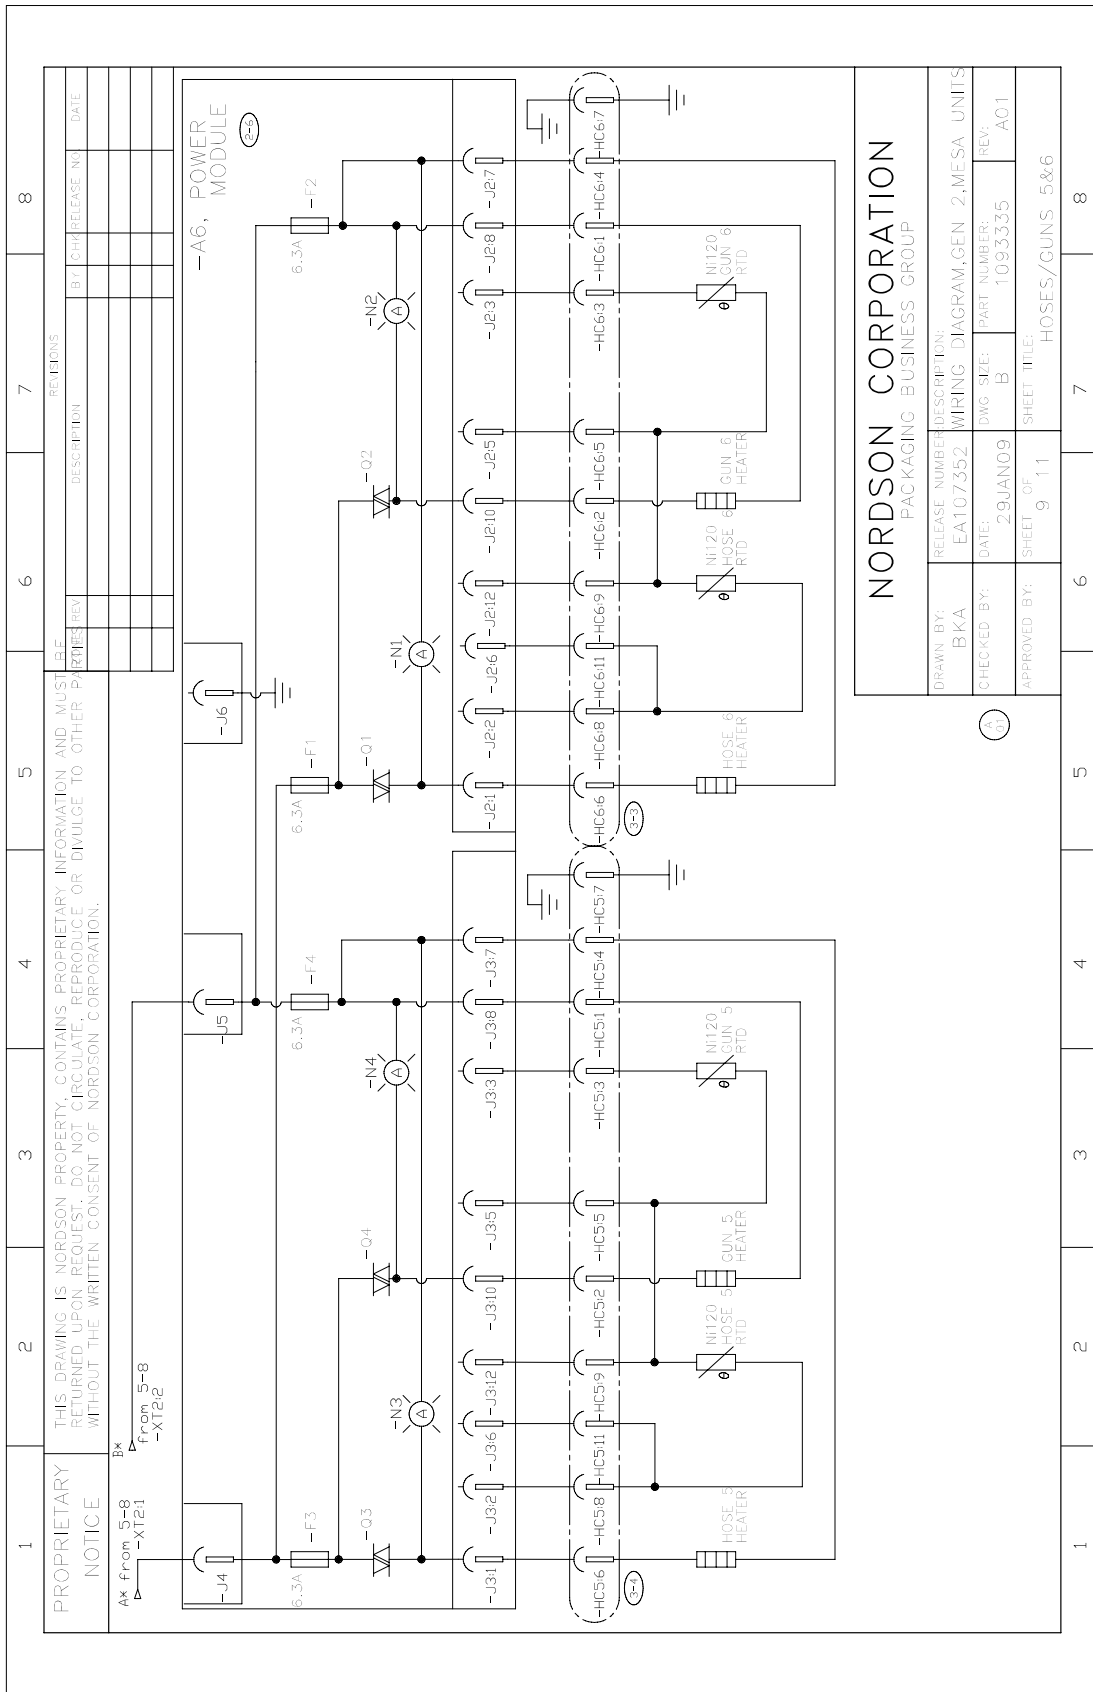 1 2 3 4 5 6 7 8
PROPRIETARY
NOTICE
THIS DRAWING IS NORDSON PROPERTY, CONTAINS PROPRIETARY INFORMATION AND MUST BE
RETURNED UPON REQUEST. DO NOT CIRCULATE, REPRODUCE OR DIVULGE TO OTHER PARTIES
WITHOUT THE WRITTEN CONSENT OF NORDSON CORPORATION.
REVISIONS
REV DESCRIPTION BY CHK RELEASE NO. DATE
A* from 5-8
-XT2:1
B*
from 5-8
-XT2:2
-J4
-J5
-J6
-A6, POWER
MODULE
2-6
6.3A -F3
6.3A -F4
6.3A -F1
6.3A -F2
-Q3
-Q4
-Q1
-Q2
-N3
A
-N4
A
-N1
A
-N2
A
-J3:1
-J3:2
-J3:6
-J3:12
-J3:10
-J3:5
-J3:3
-J3:8
-J3:7
-J2:1
-J2:2
-J2:6
-J2:12
-J2:10
-J2:5
-J2:3
-J2:8
-J2:7
-HC5:6
-HC5:8
-HC5:11
-HC5:9
-HC5:2
-HC5:5
-HC5:3
-HC5:1
-HC5:4
-HC5:7
-HC6:6
-HC6:8
-HC6:11
-HC6:9
-HC6:2
-HC6:5
-HC6:3
-HC6:1
-HC6:4
-HC6:7
3-4
3-3
HOSE 5
HEATER
Ni120
HOSE 5
RTD
θ
GUN 5
HEATER
Ni120
GUN 5
RTD
θ
HOSE 6
HEATER
Ni120
HOSE 6
RTD
θ
GUN 6
HEATER
Ni120
GUN 6
RTD
θ
A
01
NORDSON CORPORATION
PACKAGING BUSINESS GROUP
DRAWN BY:
BKA
RELEASE NUMBER:
EA107352
DESCRIPTION:
WIRING DIAGRAM,GEN 2,MESA UNITS
CHECKED BY:
DATE:
29JAN09
DWG SIZE:
B
PART NUMBER:
1093335
REV:
A01
APPROVED BY:
SHEET OF
9 11
SHEET TITLE:
HOSES/GUNS 5&6
1 2 3 4 5 6 7 8